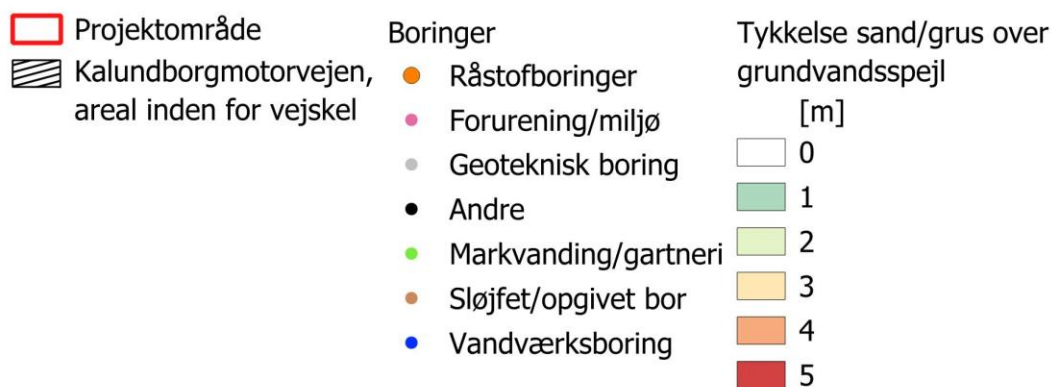 Projektområde
Kalundborgmotorvejen,
areal inden for vejskel
Boringer
Råstofboringer
Forurening/miljø
Geoteknisk boring
Andre
Markvanding/gartneri
Sløjfet/opgivet bor
Vandværksboring
Tykkelse sand/grus over
grundvandsspejl
[m]
0
1
2
3
4
5